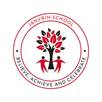 JANVRIN SCHOOL
• BELIEVE, ACHIEVE AND CELEBRATE •